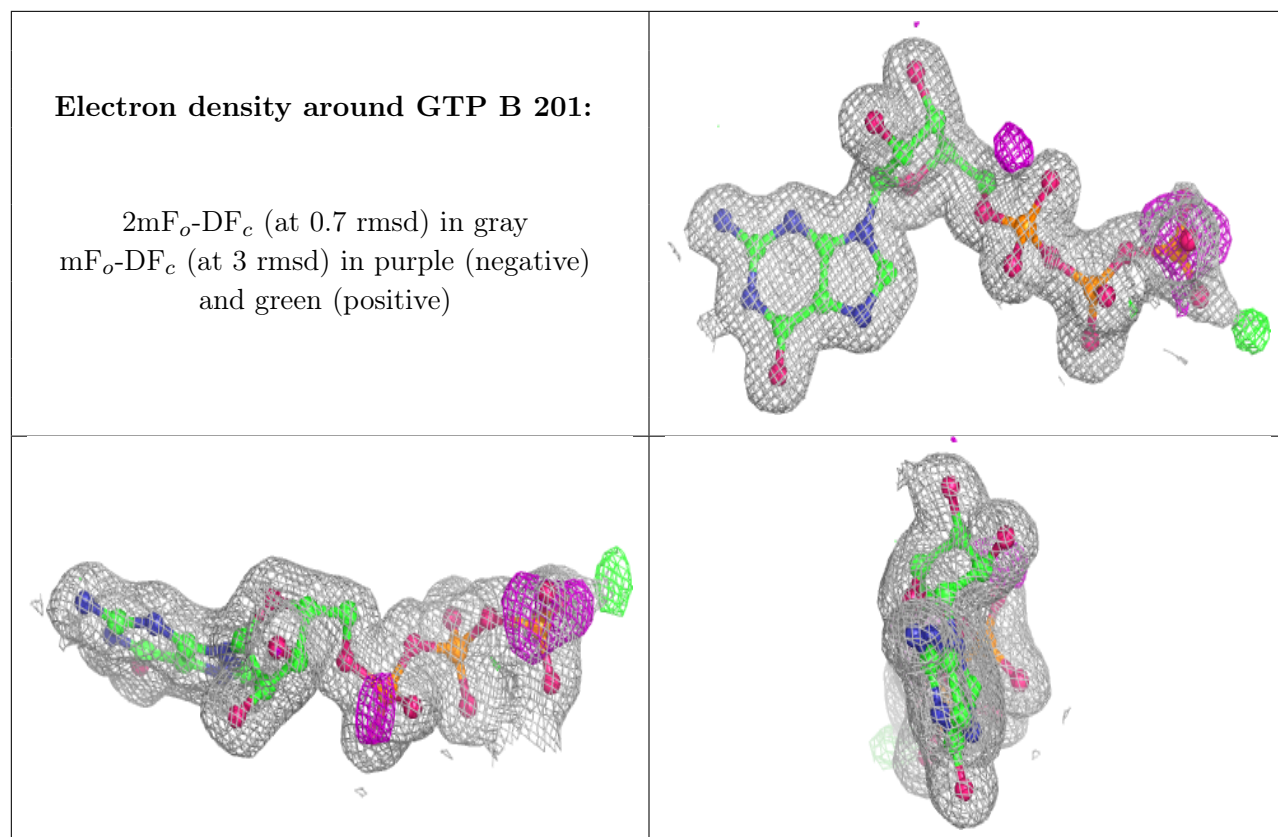 Electron density around GTP B 201:
2mFₒ-DF𝒸 (at 0.7 rmsd) in gray
mFₒ-DF𝒸 (at 3 rmsd) in purple (negative)
and green (positive)